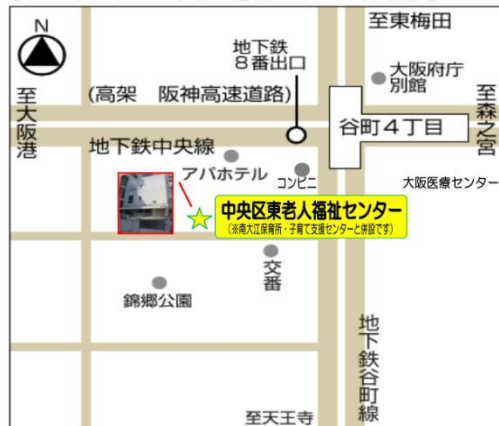 N
至東梅田
地下鉄
8番出口
大阪府庁
別館
至大阪港
(高架 阪神高速道路)
至森之宮
谷町4丁目
地下鉄中央線
アパホテル
コンビニ
大阪医療センター
中央区東老人福祉センター
(※南大江保育所・子育て支援センターと併設です)
交番
錦郷公園
地下鉄谷町線
至天王寺